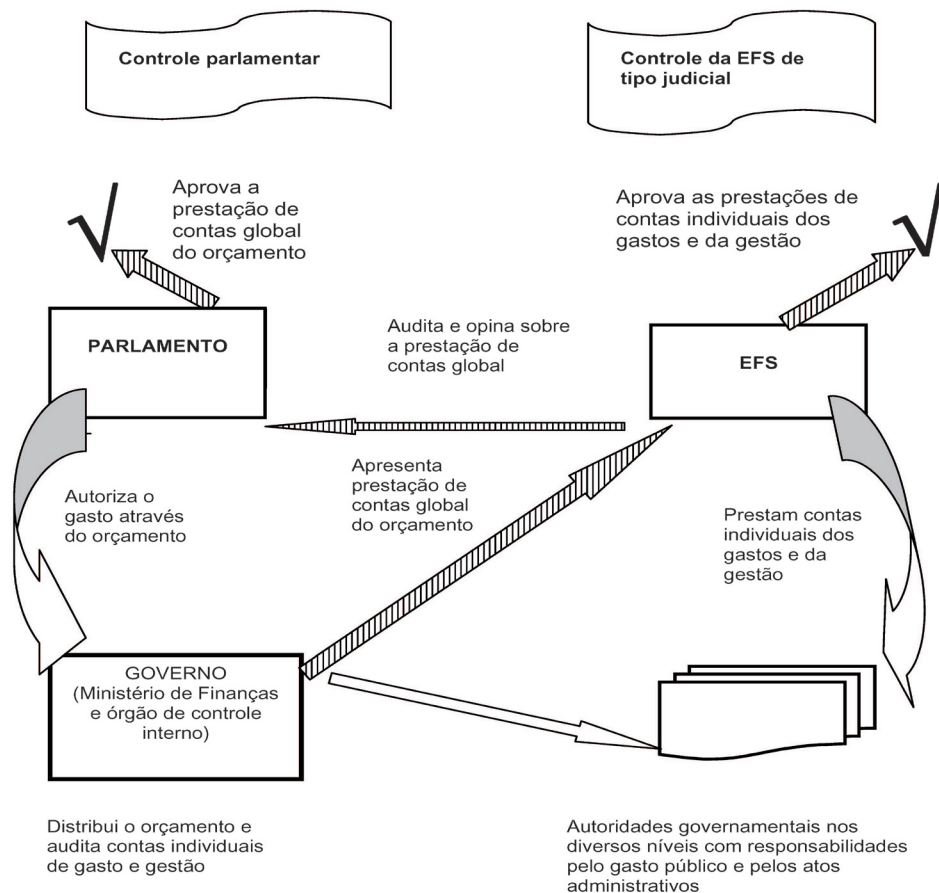 Controle parlamentar
Controle da EFS de
tipo judicial
Aprova a
prestação de
contas global
do orçamento
Aprova as prestações de
contas individuais dos
gastos e da gestão
PARLAMENTO
Audita e opina sobre
a prestação de
contas global
EFS
Autoriza o
gasto através
do orçamento
Apresenta
prestação de
contas global
do orçamento
Prestam contas
individuais dos
gastos e da
gestão
GOVERNO
(Ministério de Finanças
e órgão de controle
interno)
Distribui o orçamento e
audita contas individuais
de gasto e gestão
Autoridades governamentais nos
diversos níveis com responsabilidades
pelo gasto público e pelos atos
administrativos